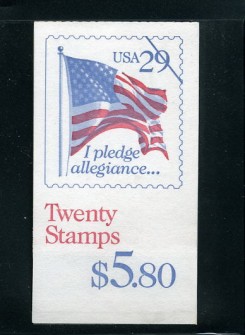 USA 29
I pledge
allegiance...
Twenty
Stamps
$5.80